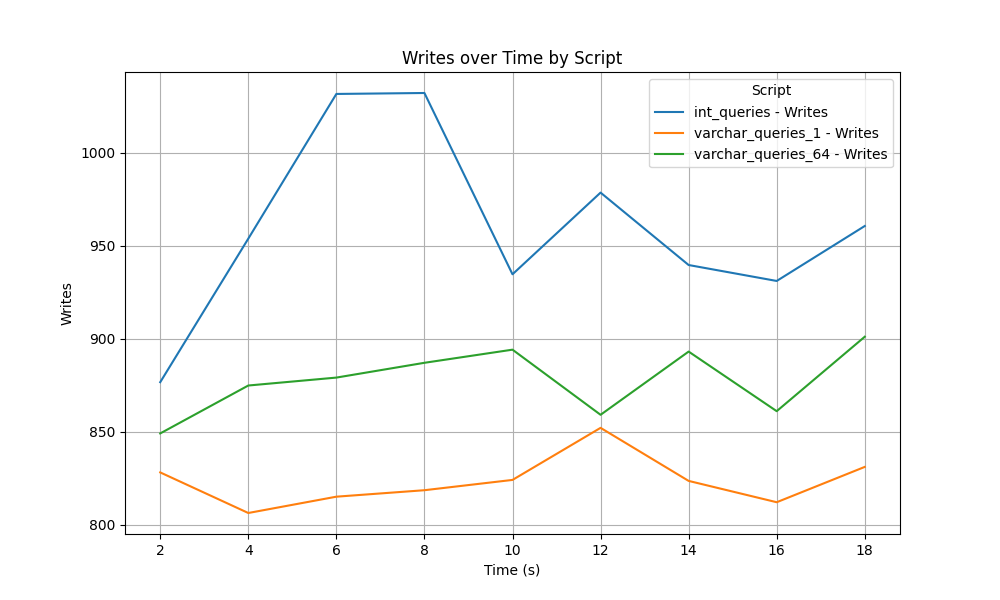 Writes over Time by Script
Script
int_queries - Writes
varchar_queries_1 - Writes
varchar_queries_64 - Writes
Writes
1000
950
900
850
800
2 4 6 8 10 12 14 16 18
Time (s)